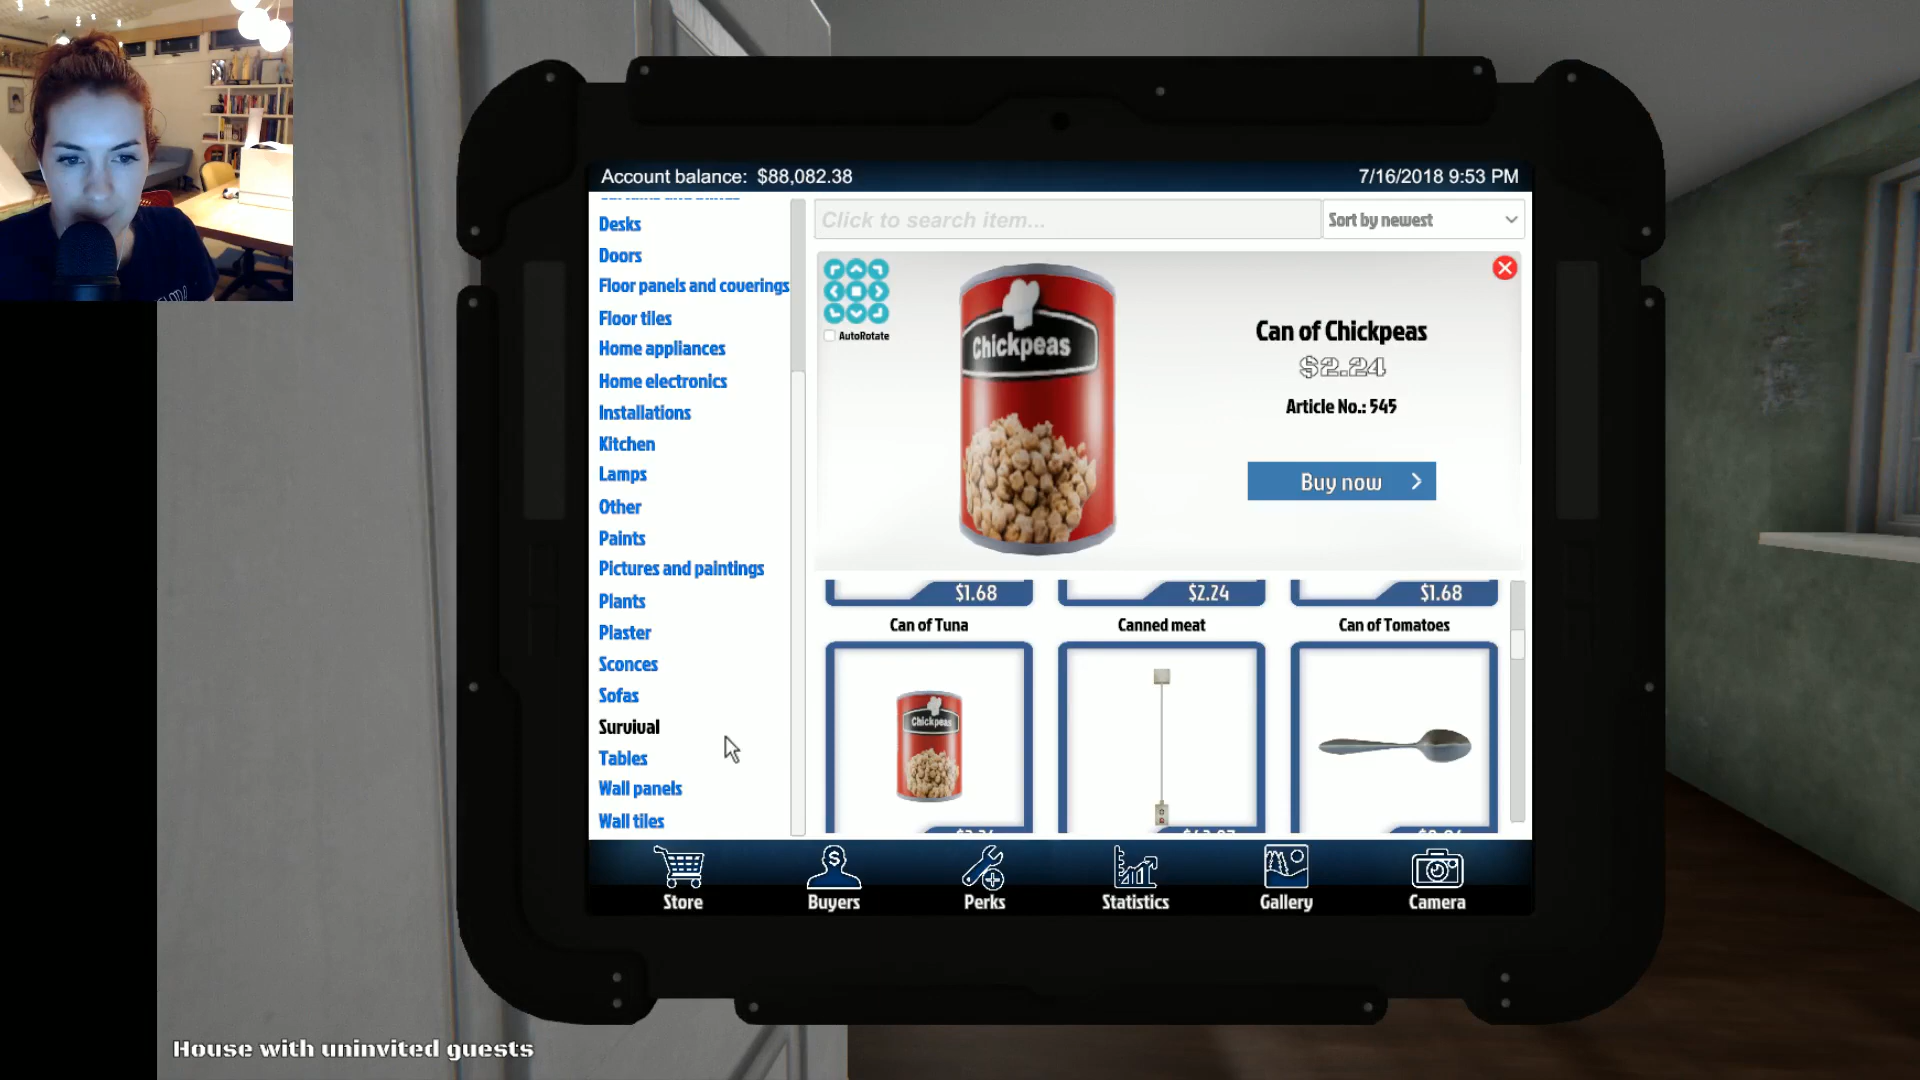 Account balance: $88,082.38
7/16/2018 9:53 PM
Desks
Doors
Floor panels and coverings
Floor tiles
Home appliances
Home electronics
Installations
Kitchen
Lamps
Other
Paints
Pictures and paintings
Plants
Plaster
Sconces
Sofas
Survival
Tables
Wall panels
Wall tiles
Click to search item...
Sort by newest
AutoRotate
Chickpeas
Can of Chickpeas
$2.24
Article No.: 545
Buy now
$1.68
$2.24
$1.68
Can of Tuna
Canned meat
Can of Tomatoes
Chickpeas
Store
Buyers
Perks
Statistics
Gallery
Camera
House with uninvited guests